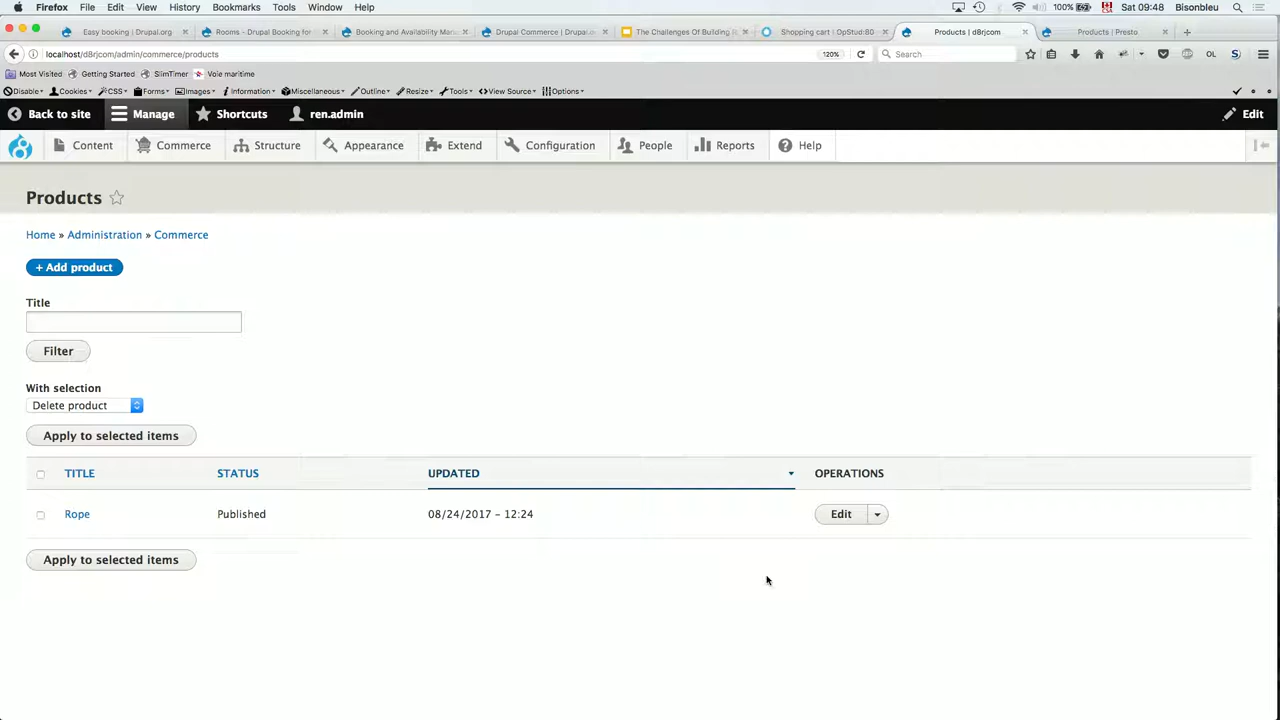 Firefox File Edit View History Bookmarks Tools Window Help 100% Sat 09:48 Bisonbleu
Easy booking | Drupal.org Rooms - Drupal Booking for Booking and Availability Ma Drupal Commerce | Drupal. The Challenges Of Building Shopping cart | DpStud:80 Products | d8rjcom Products | Presto
localhost/d8rjcom/admin/commerce/products 120% Search OL
Most Visited Getting Started SlimTimer Voie maritime
Disable Cookies CSS Forms Images Information Miscellaneous Outline Resize Tools View Source Options
Back to site Manage Shortcuts ren.admin Edit
Content Commerce Structure Appearance Extend Configuration People Reports Help
Products
Home » Administration » Commerce
+ Add product
Title
Filter
With selection
Delete product
Apply to selected items
TITLE STATUS UPDATED OPERATIONS
Rope Published 08/24/2017 - 12:24 Edit
Apply to selected items